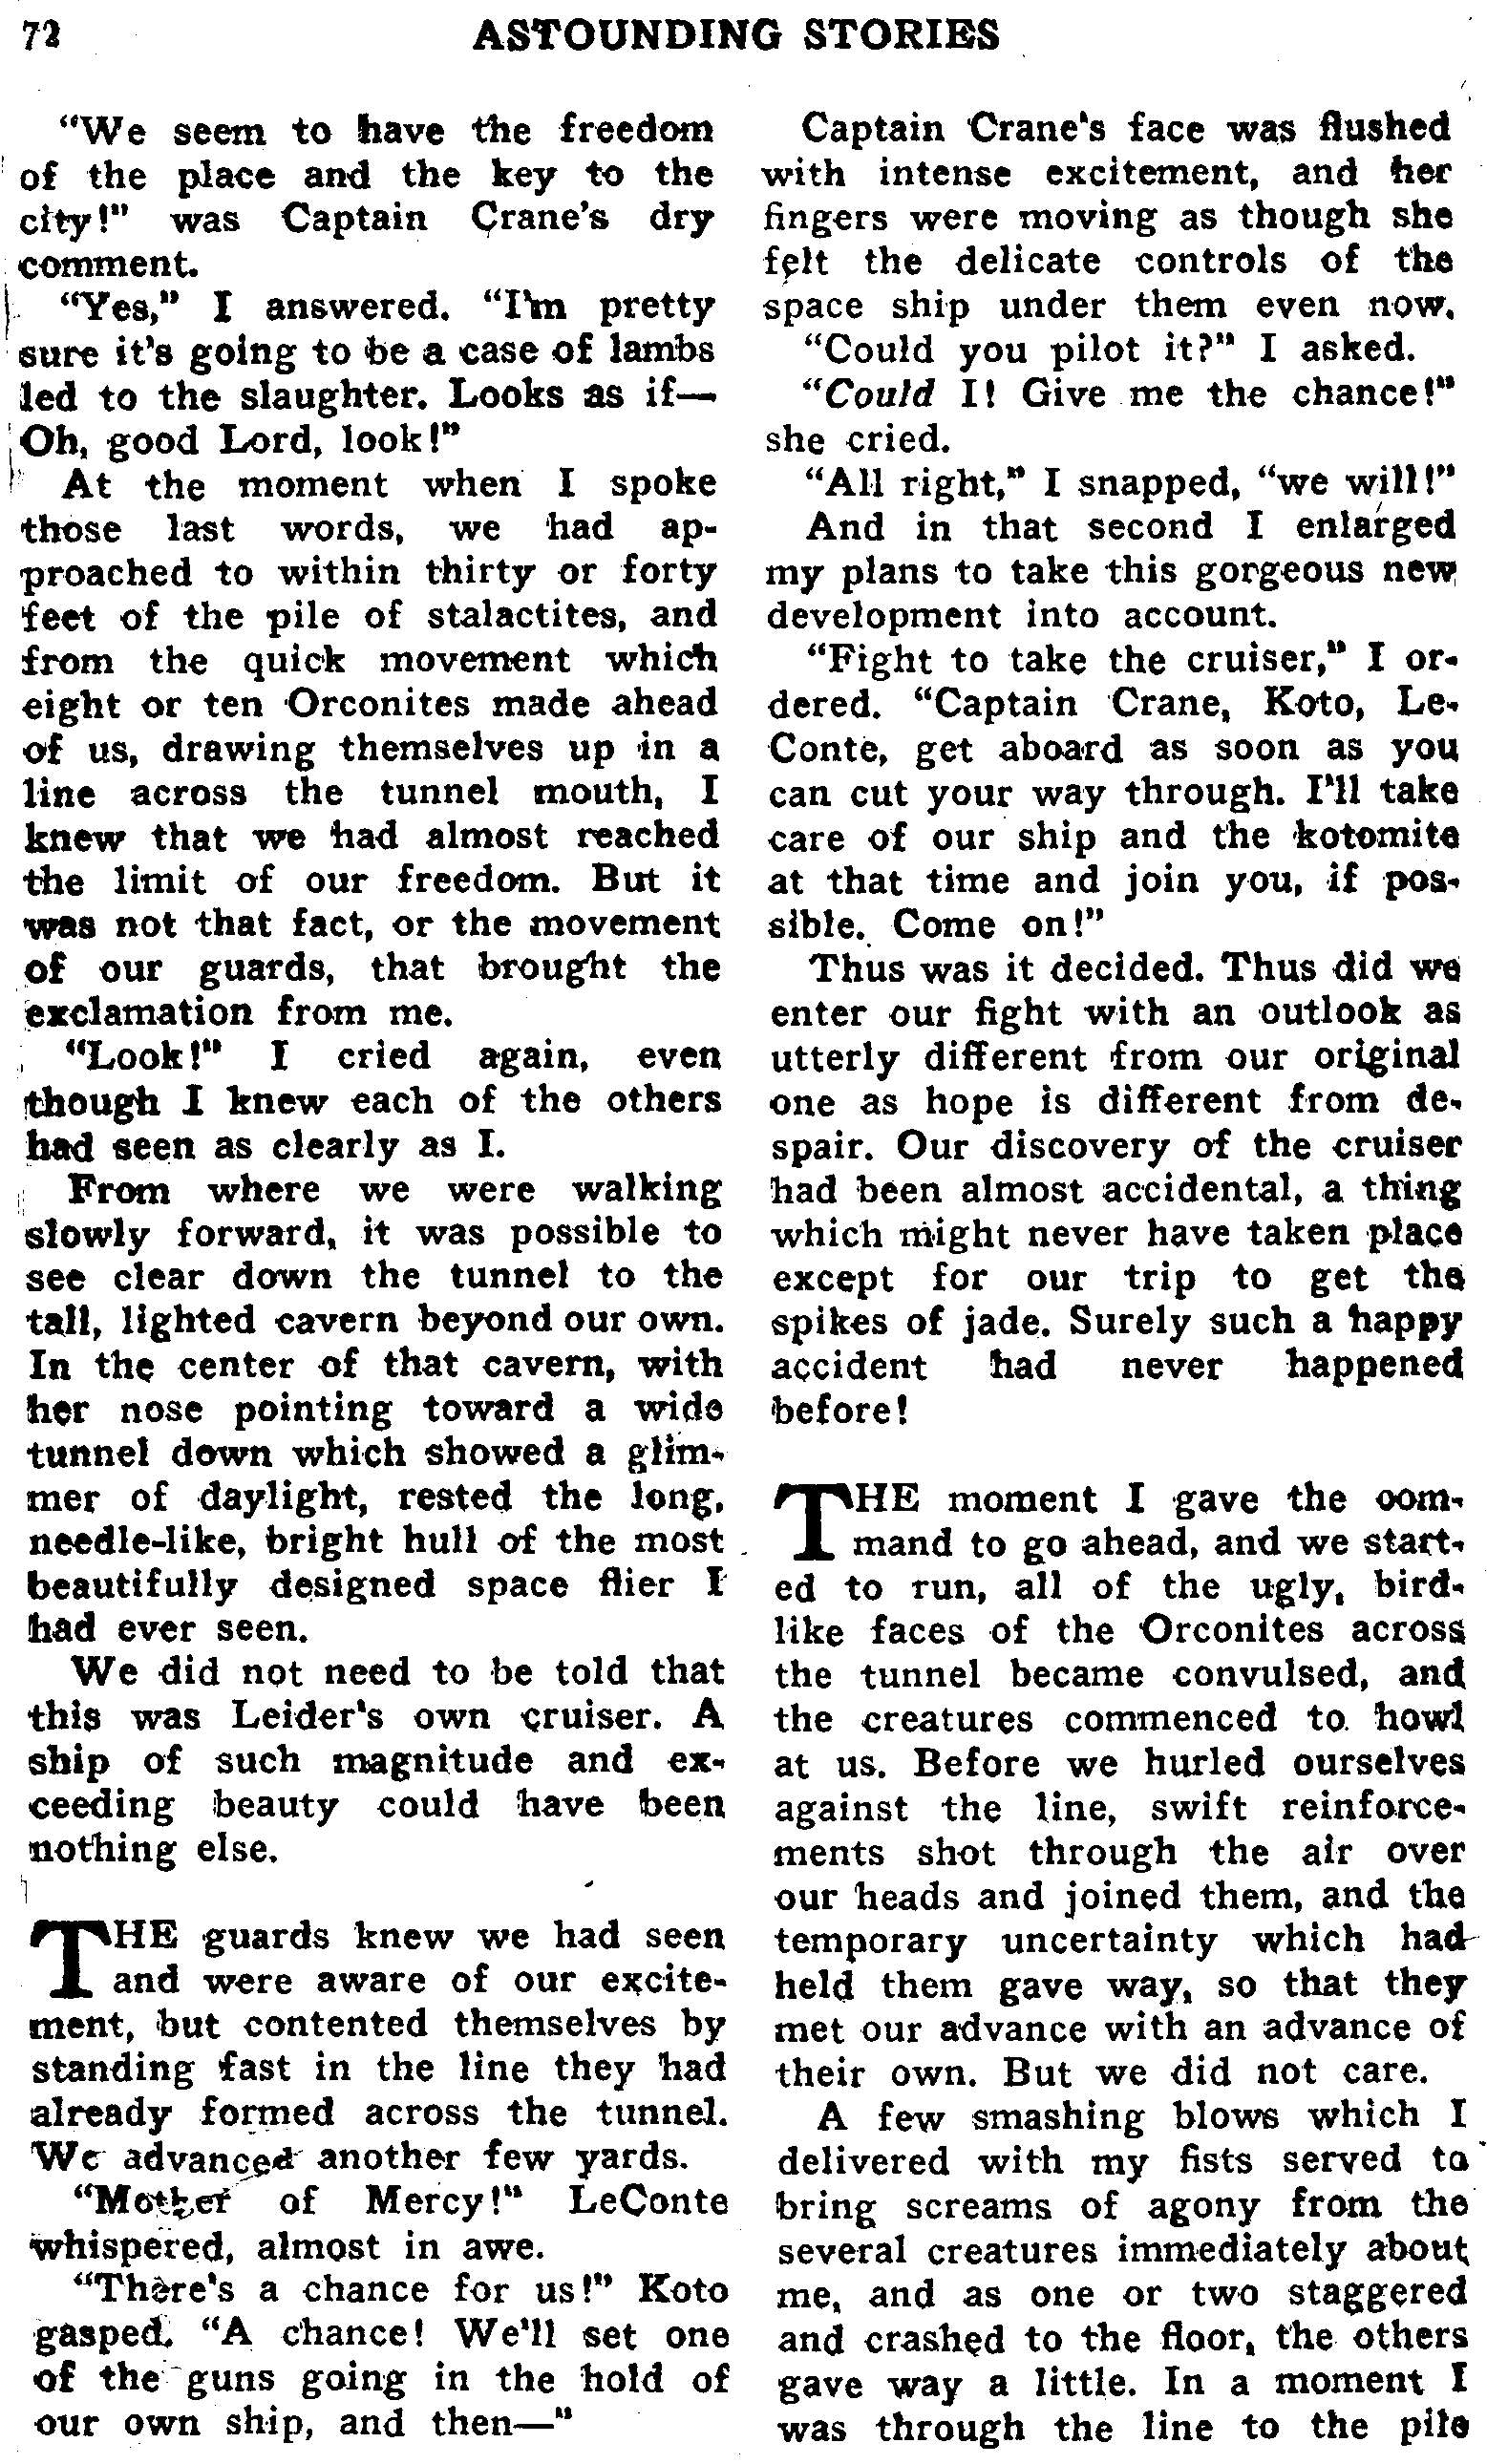 72
ASTOUNDING STORIES
"We seem to have the freedom
of the place and the key to the
city!" was Captain Crane's dry
comment.
"Yes," I answered. "I'm pretty
sure it's going to be a case of lambs
led to the slaughter. Looks as if—
Oh, good Lord, look!"
At the moment when I spoke
those last words, we had ap-
proached to within thirty or forty
feet of the pile of stalactites, and
from the quick movement which
eight or ten Orconites made ahead
of us, drawing themselves up in a
line across the tunnel mouth, I
knew that we had almost reached
the limit of our freedom. But it
was not that fact, or the movement
of our guards, that brought the
exclamation from me.
"Look!" I cried again, even
though I knew each of the others
had seen as clearly as I.
From where we were walking
slowly forward, it was possible to
see clear down the tunnel to the
tall, lighted cavern beyond our own.
In the center of that cavern, with
her nose pointing toward a wide
tunnel down which showed a glim-
mer of daylight, rested the long,
needle-like, bright hull of the most
beautifully designed space flier I
had ever seen.
We did not need to be told that
this was Leider's own cruiser. A
ship of such magnitude and ex-
ceeding beauty could have been
nothing else.
THE guards knew we had seen
and were aware of our excite-
ment, but contented themselves by
standing fast in the line they had
already formed across the tunnel.
We advanced another few yards.
"Mother of Mercy!" LeConte
whispered, almost in awe.
"There's a chance for us!" Koto
gasped. "A chance! We'll set one
of the guns going in the hold of
our own ship, and then—"
Captain Crane's face was flushed
with intense excitement, and her
fingers were moving as though she
felt the delicate controls of the
space ship under them even now.
"Could you pilot it?" I asked.
"Could I! Give me the chance!"
she cried.
"All right," I snapped, "we will!"
And in that second I enlarged
my plans to take this gorgeous new
development into account.
"Fight to take the cruiser," I or-
dered. "Captain Crane, Koto, Le-
Conte, get aboard as soon as you
can cut your way through. I'll take
care of our ship and the kotomite
at that time and join you, if pos-
sible. Come on!"
Thus was it decided. Thus did we
enter our fight with an outlook as
utterly different from our original
one as hope is different from de-
spair. Our discovery of the cruiser
had been almost accidental, a thing
which might never have taken place
except for our trip to get the
spikes of jade. Surely such a happy
accident had never happened
before!
THE moment I gave the com-
mand to go ahead, and we start-
ed to run, all of the ugly, bird-
like faces of the Orconites across
the tunnel became convulsed, and
the creatures commenced to howl
at us. Before we hurled ourselves
against the line, swift reinforce-
ments shot through the air over
our heads and joined them, and the
temporary uncertainty which had
held them gave way, so that they
met our advance with an advance of
their own. But we did not care.
A few smashing blows which I
delivered with my fists served to
bring screams of agony from the
several creatures immediately about
me, and as one or two staggered
and crashed to the floor, the others
gave way a little. In a moment I
was through the line to the pile